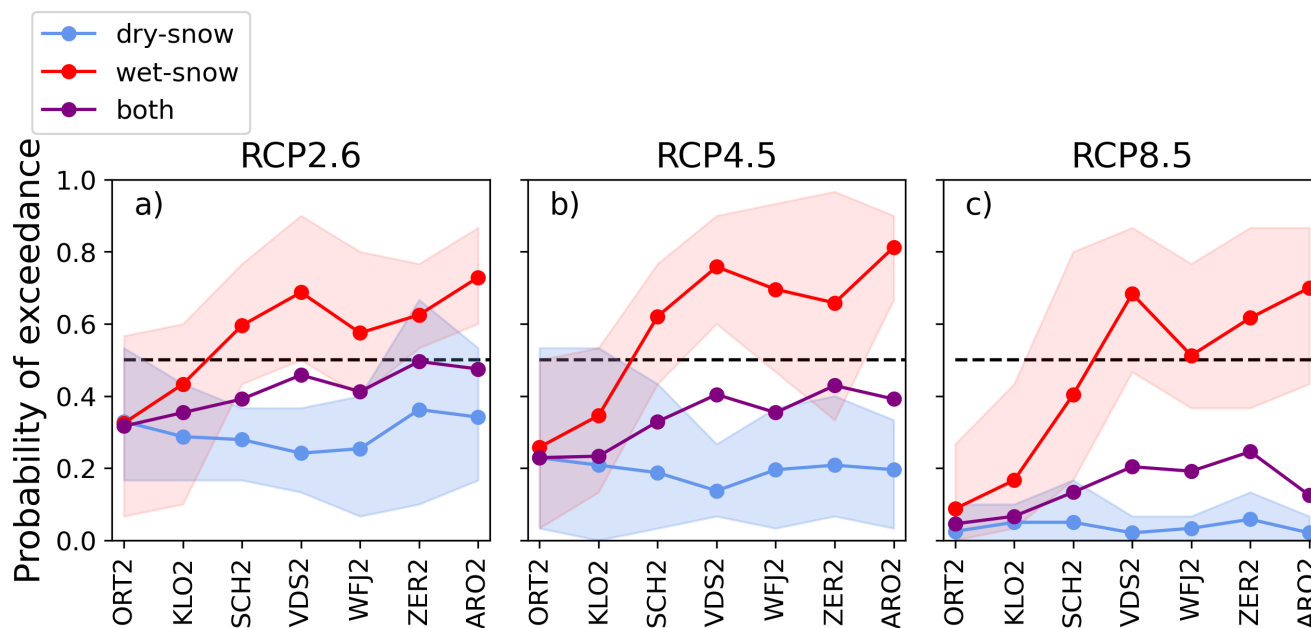 dry-snow
wet-snow
both
Probability of exceedance
RCP2.6
RCP4.5
RCP8.5
a)
b)
c)
1.0
0.8
0.6
0.4
0.2
0.0
ORT2
KLO2
SCH2
VDS2
WFJ2
ZER2
ARO2
ORT2
KLO2
SCH2
VDS2
WFJ2
ZER2
ARO2
ORT2
KLO2
SCH2
VDS2
WFJ2
ZER2
ARO2